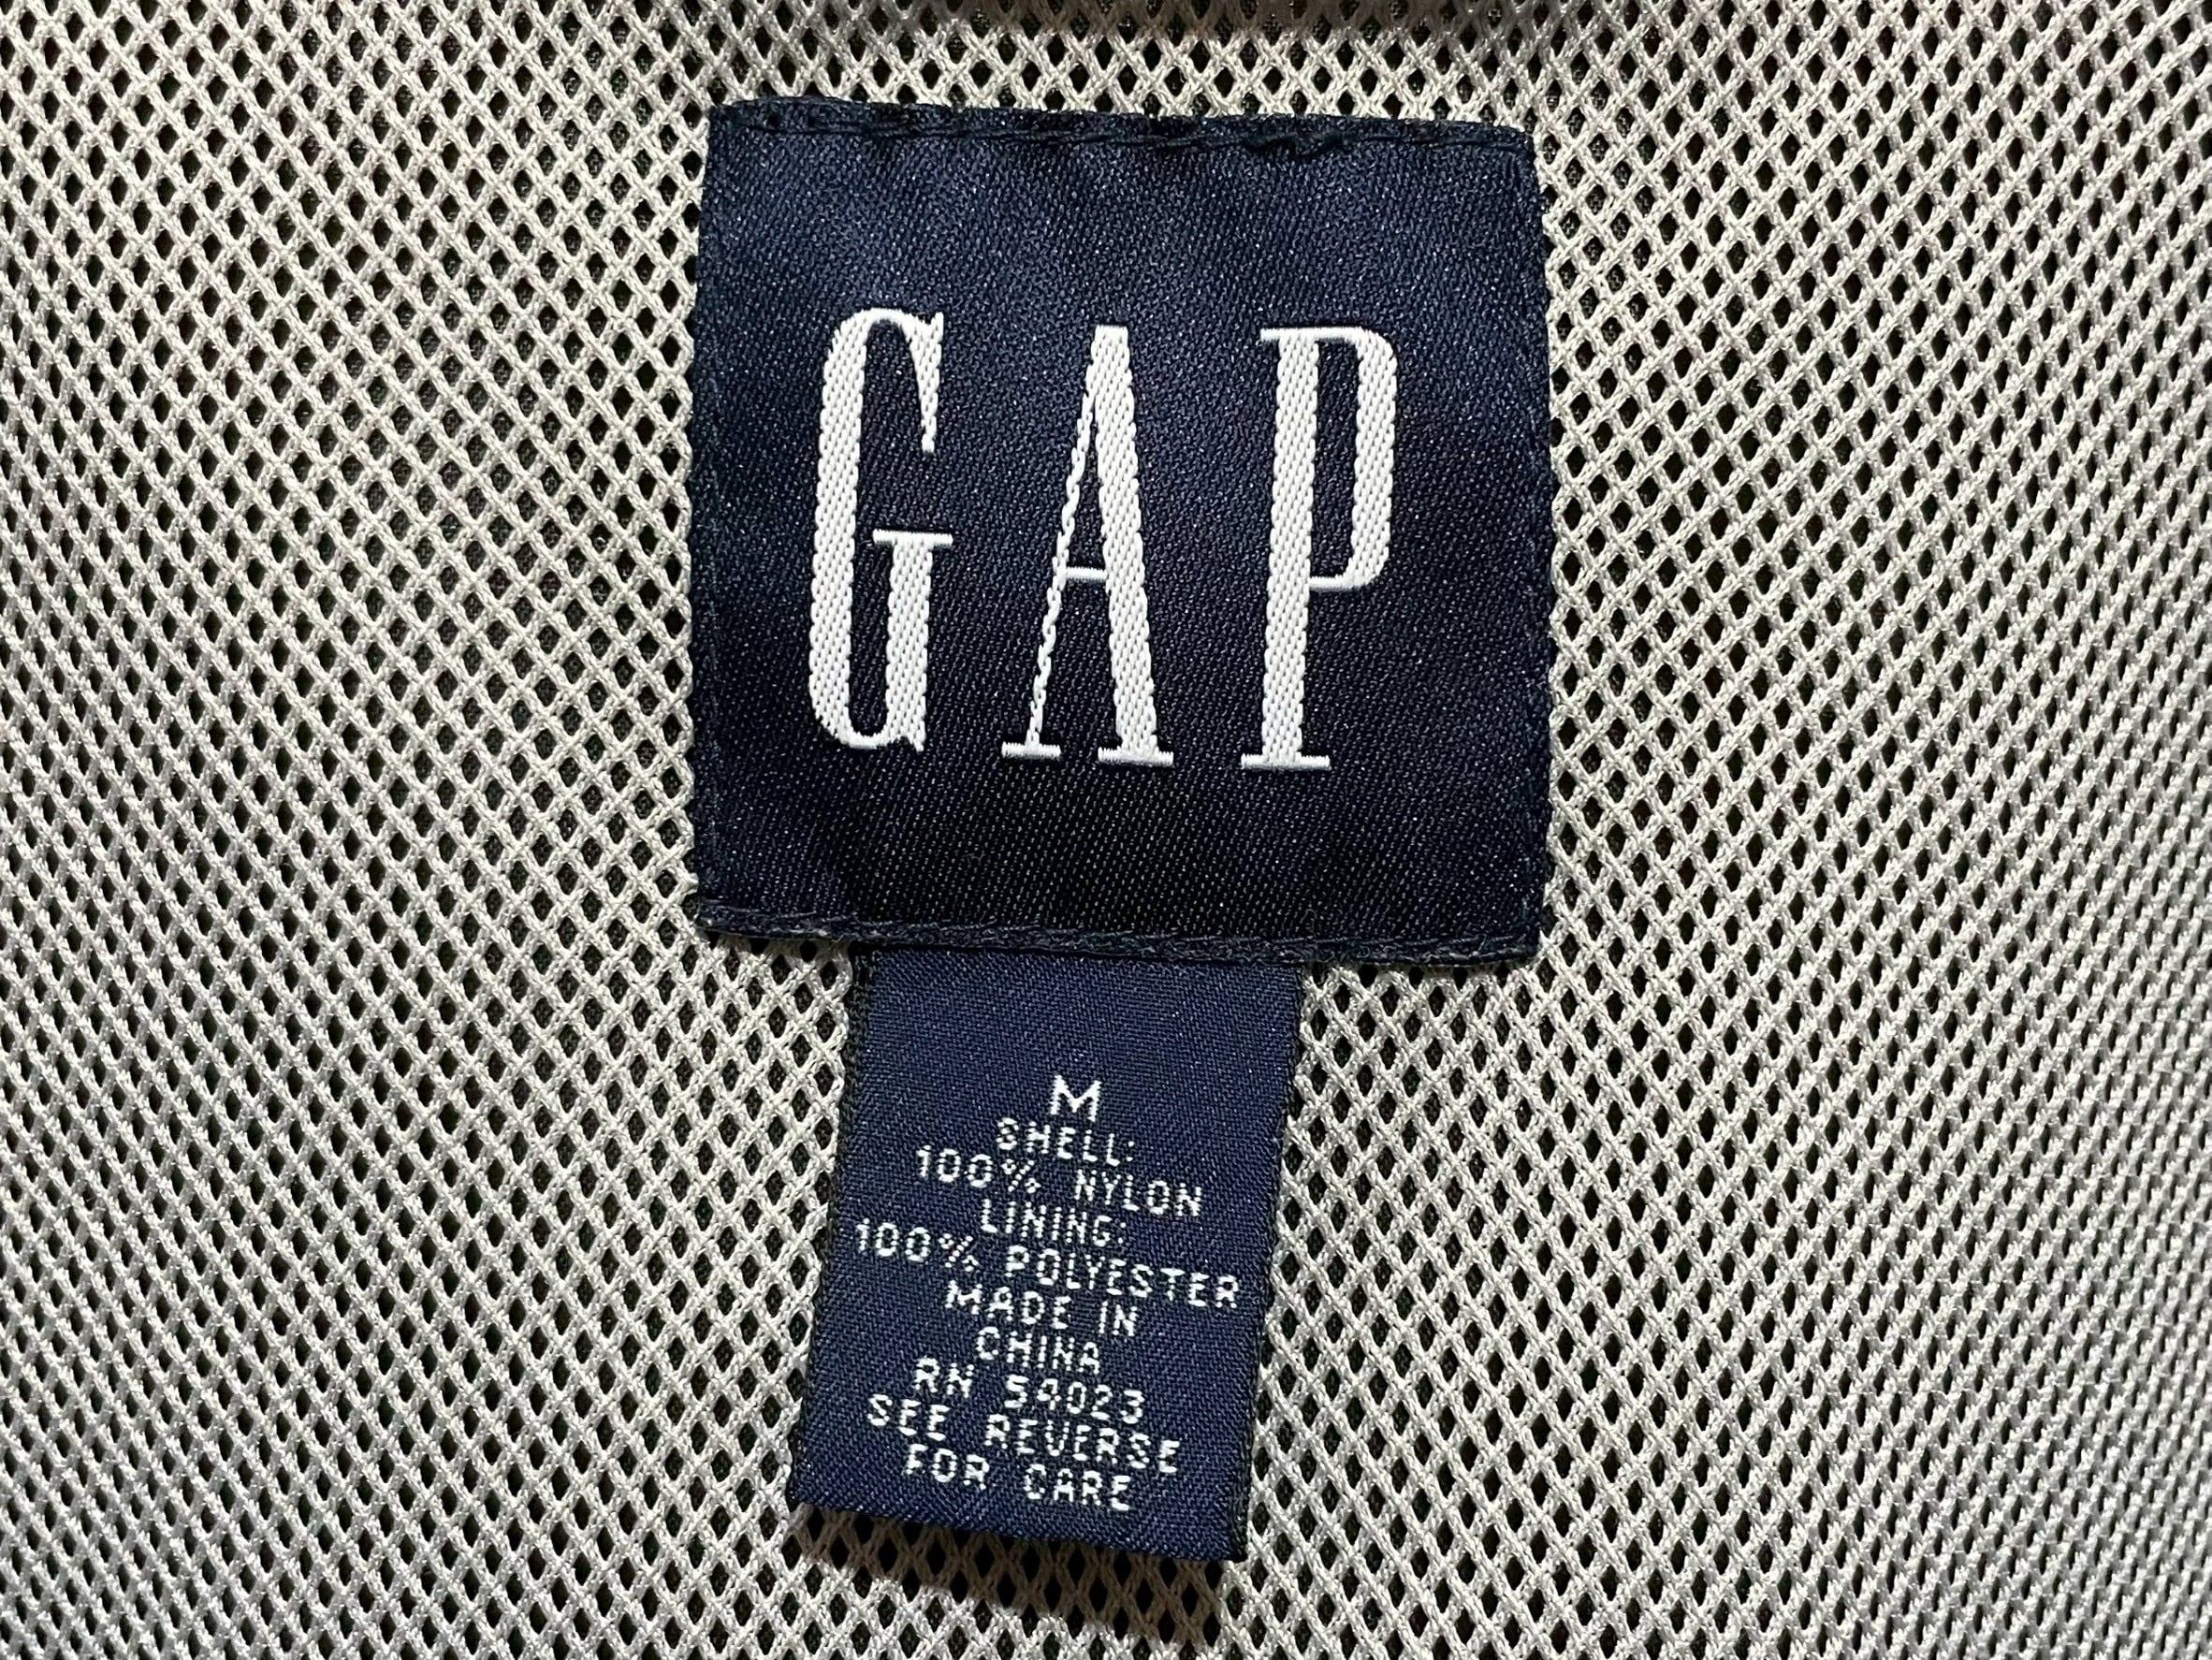 GAP
M
SHELL:
100% NYLON
LINING:
100% POLYESTER
MADE IN
CHINA
RN 54023
SEE REVERSE
FOR CARE